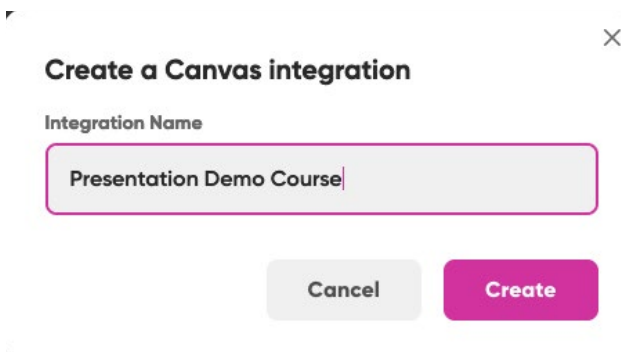 Create a Canvas integration
Integration Name
Presentation Demo Course
Cancel Create